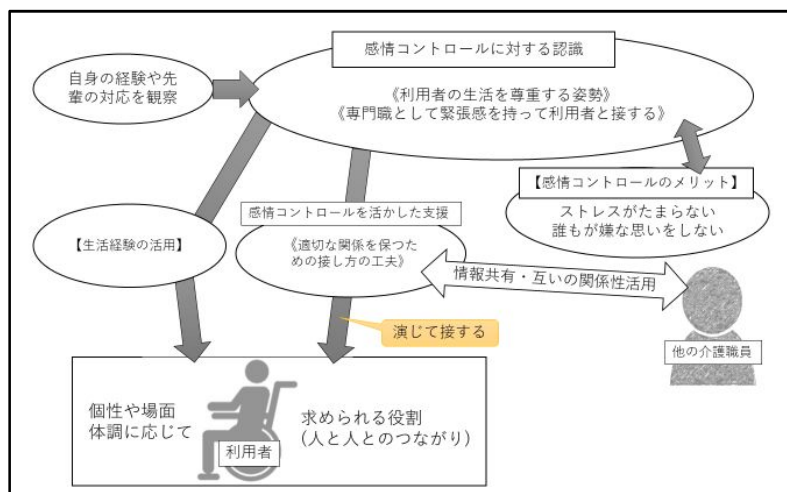 感情コントロールに対する認識
自身の経験や先
輩の対応を観察
《利用者の生活を尊重する姿勢》
《専門職として緊張感を持って利用者と接する》
【感情コントロールのメリット】
ストレスがたまらない
誰もが嫌な思いをしない
感情コントロールを活かした支援
【生活経験の活用】
《適切な関係を保つた
めの接し方の工夫》
情報共有・互いの関係性活用
演じて接する
他の介護職員
個性や場面
体調に応じて
利用者
求められる役割
(人と人とのつながり)